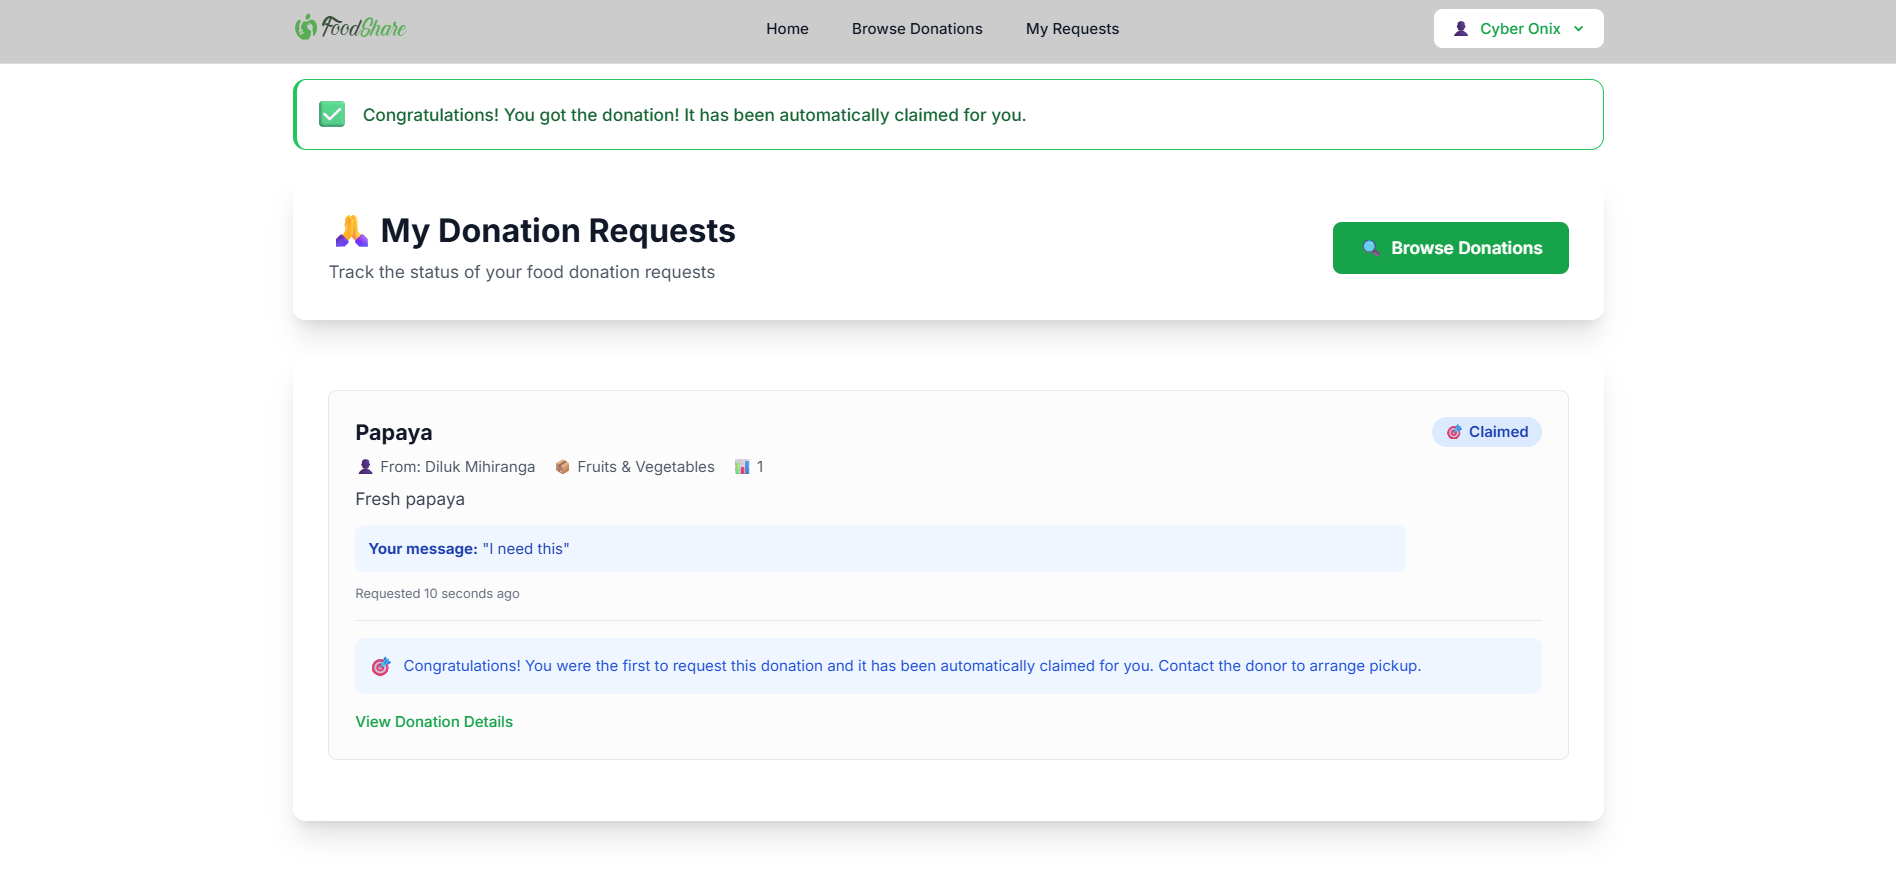 FoodShare
Home
Browse Donations
My Requests
Cyber Onix
Congratulations! You got the donation! It has been automatically claimed for you.
My Donation Requests
Track the status of your food donation requests
Browse Donations
Papaya
Claimed
From: Diluk Mihiranga Fruits & Vegetables 1
Fresh papaya
Your message: "I need this"
Requested 10 seconds ago
Congratulations! You were the first to request this donation and it has been automatically claimed for you. Contact the donor to arrange pickup.
View Donation Details